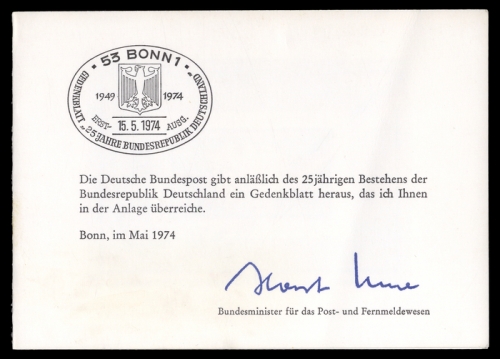 53 BONN 1
GEDENKBLATT „25 JAHRE BUNDESREPUBLIK DEUTSCHLAND“
1949 1974
ERST- AUSG.
15.5.1974
Die Deutsche Bundespost gibt anläßlich des 25jährigen Bestehens der
Bundesrepublik Deutschland ein Gedenkblatt heraus, das ich Ihnen
in der Anlage überreiche.
Bonn, im Mai 1974
Bundesminister für das Post- und Fernmeldewesen